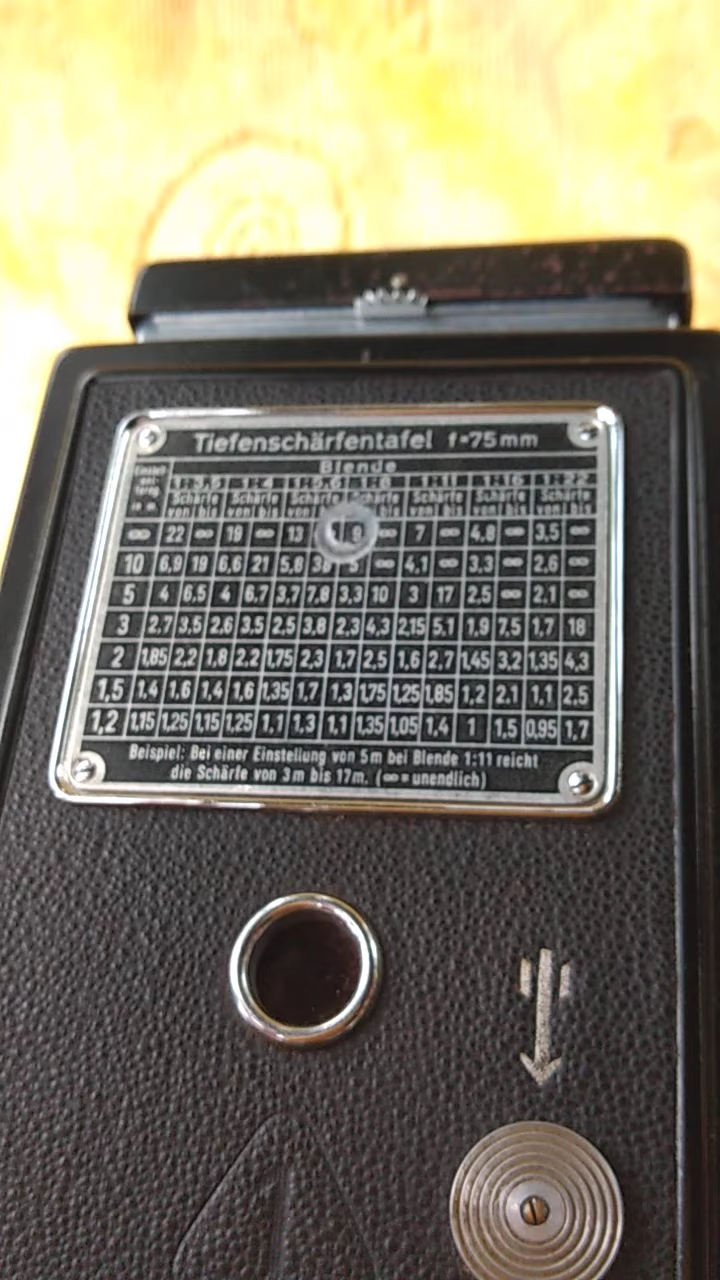 Tiefenschärfentafel f=75mm
Blende
1:3,5 1:4 1:5,6 1:8 1:11 1:16 1:22
Schärfe Schärfe Schärfe Schärfe Schärfe Schärfe Schärfe
von bis von bis von bis von bis von bis von bis von bis
∞ 22 ∞ 19 ∞ 13 ∞ 7 ∞ 4,8 ∞ 3,5 ∞
10 6,9 19 6,6 21 5,8 5 ∞ 4,1 ∞ 3,3 ∞ 2,6 ∞
5 4 6,5 4 6,7 3,7 7,8 3,3 10 3 17 2,5 ∞ 2,1 ∞
3 2,7 3,5 2,6 3,5 2,5 3,8 2,3 4,3 2,15 5,1 1,9 7,5 1,7 18
2 1,85 2,2 1,8 2,2 1,75 2,3 1,7 2,5 1,6 2,7 1,45 3,2 1,35 4,3
1,5 1,4 1,6 1,4 1,6 1,35 1,7 1,3 1,75 1,25 1,85 1,2 2,1 1,1 2,5
1,2 1,15 1,25 1,15 1,25 1,1 1,3 1,1 1,35 1,05 1,4 1 1,5 0,95 1,7
Beispiel: Bei einer Einstellung von 5m bei Blende 1:11 reicht
die Schärfe von 3m bis 17m. (∞ = unendlich)